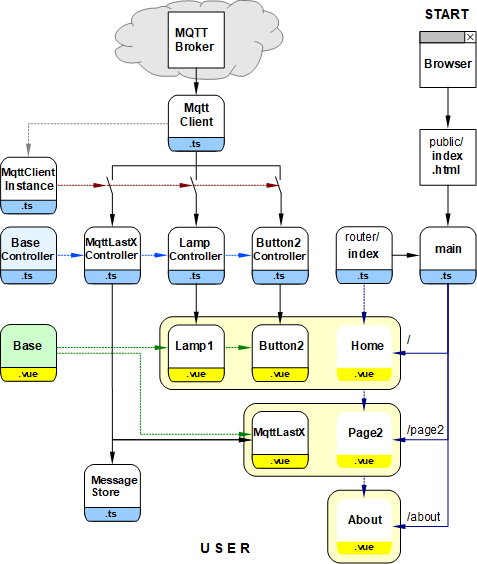 START
MQTT
Broker
Browser
Mqtt
Client
.ts
public/
index
.html
MqttClient
Instance
.ts
Base
Controller
.ts
MqttLastX
Controller
.ts
Lamp
Controller
.ts
Button2
Controller
.ts
router/
index
.ts
main
.ts
Base
.vue
Lamp1
.vue
Button2
.vue
Home
.vue
/
MqttLastX
.vue
Page2
.vue
/page2
Message
Store
.ts
About
.vue
/about
USER